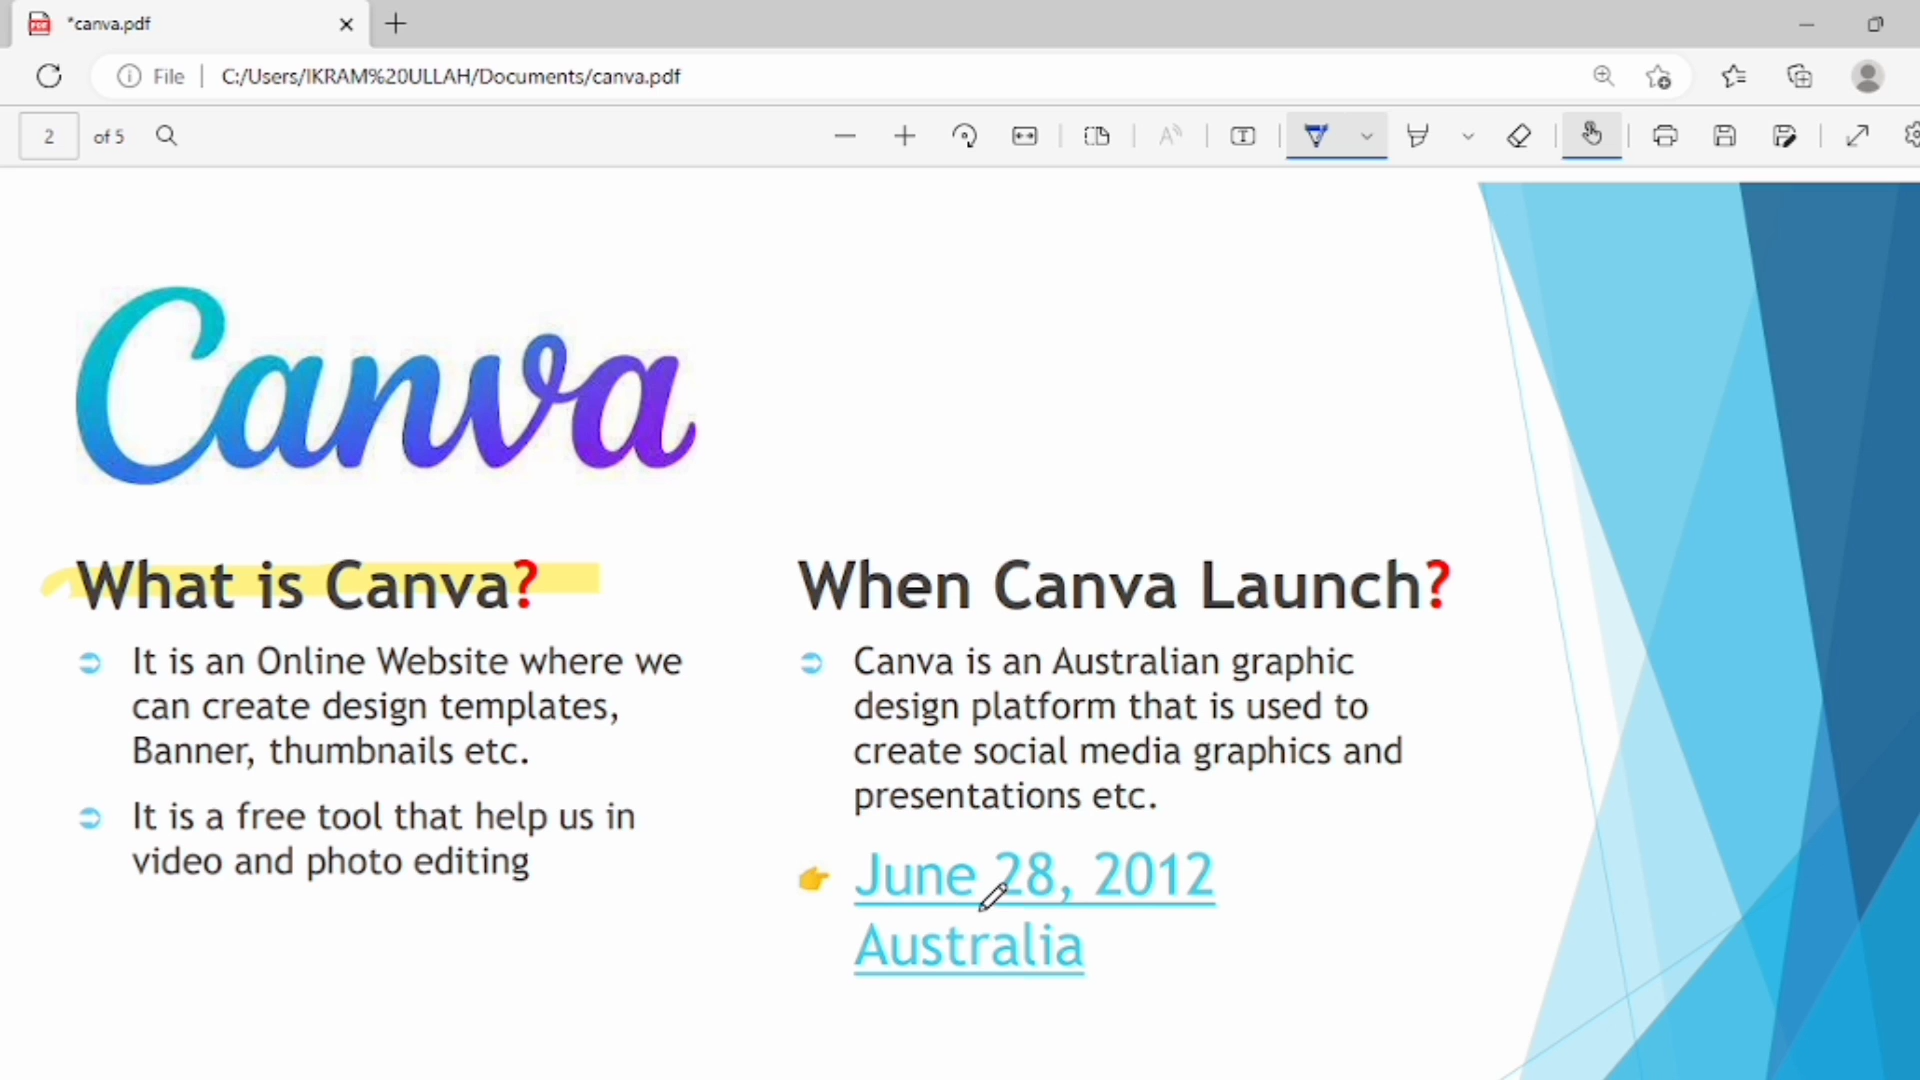 *canva.pdf
File
C:/Users/IKRAM%20ULLAH/Documents/canva.pdf
2 of 5
Canva
What is Canva?
It is an Online Website where we
can create design templates,
Banner, thumbnails etc.
It is a free tool that help us in
video and photo editing
When Canva Launch?
Canva is an Australian graphic
design platform that is used to
create social media graphics and
presentations etc.
June 28, 2012
Australia